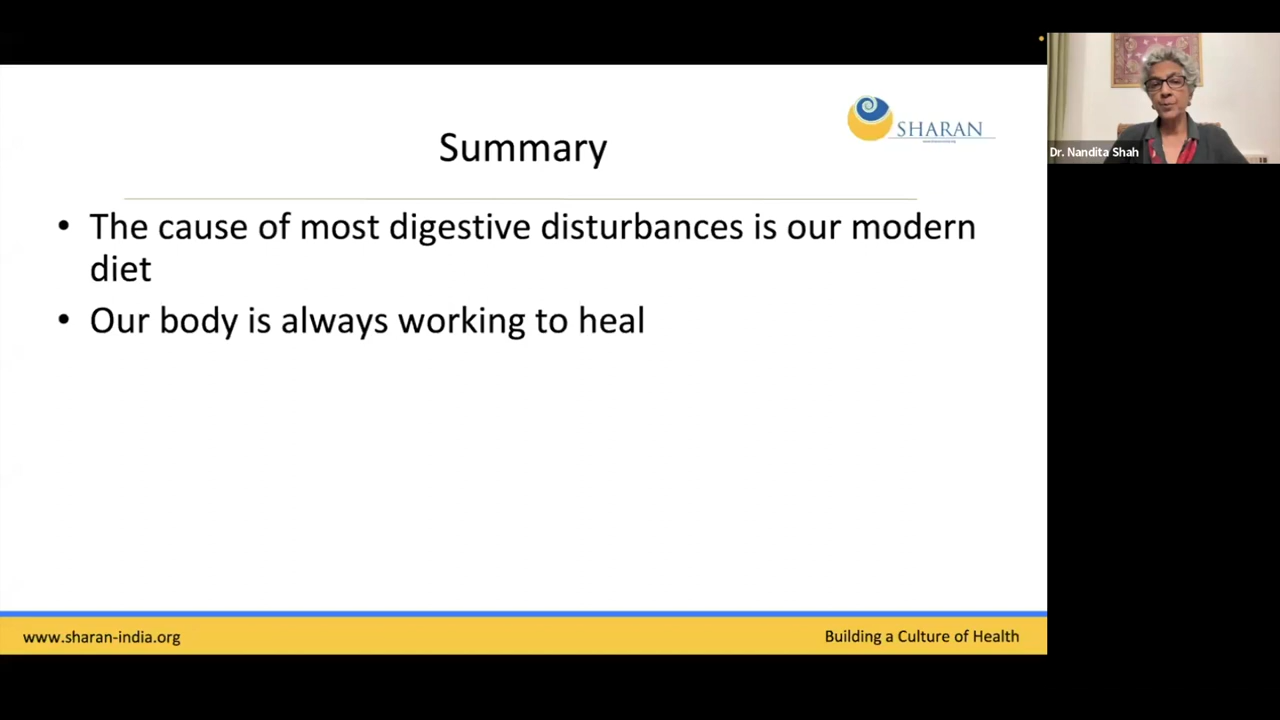 SHARAN
Summary
• The cause of most digestive disturbances is our modern
diet
• Our body is always working to heal
www.sharan-india.org
Building a Culture of Health
Dr. Nandita Shah